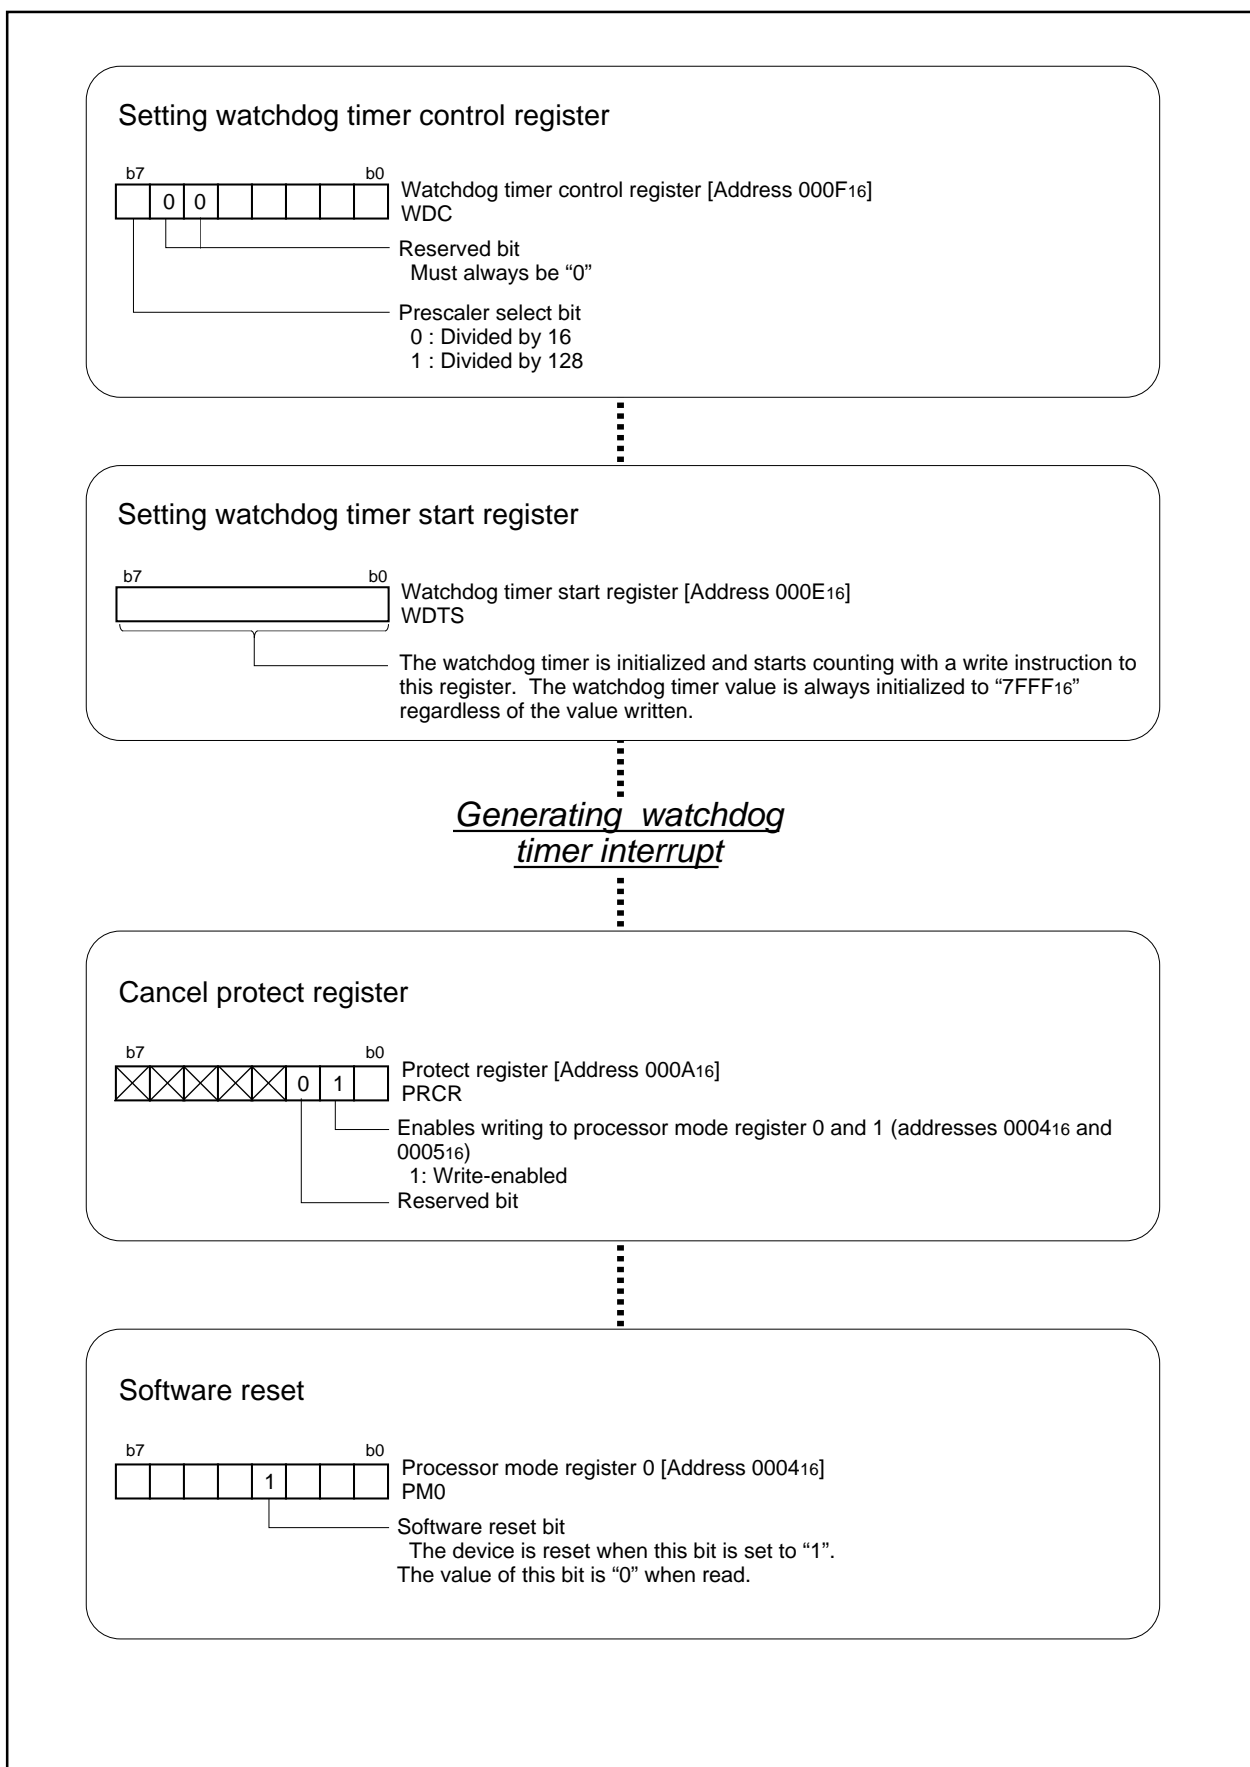 Setting watchdog timer control register
b7 b0
0 0
Watchdog timer control register [Address 000F16]
WDC
Reserved bit
Must always be “0”
Prescaler select bit
0 : Divided by 16
1 : Divided by 128
Setting watchdog timer start register
b7 b0
Watchdog timer start register [Address 000E16]
WDTS
The watchdog timer is initialized and starts counting with a write instruction to
this register. The watchdog timer value is always initialized to “7FFF16”
regardless of the value written.
Generating watchdog
timer interrupt
Cancel protect register
b7 b0
0 1
Protect register [Address 000A16]
PRCR
Enables writing to processor mode register 0 and 1 (addresses 000416 and
000516)
1: Write-enabled
Reserved bit
Software reset
b7 b0
1
Processor mode register 0 [Address 000416]
PM0
Software reset bit
The device is reset when this bit is set to “1”.
The value of this bit is “0” when read.